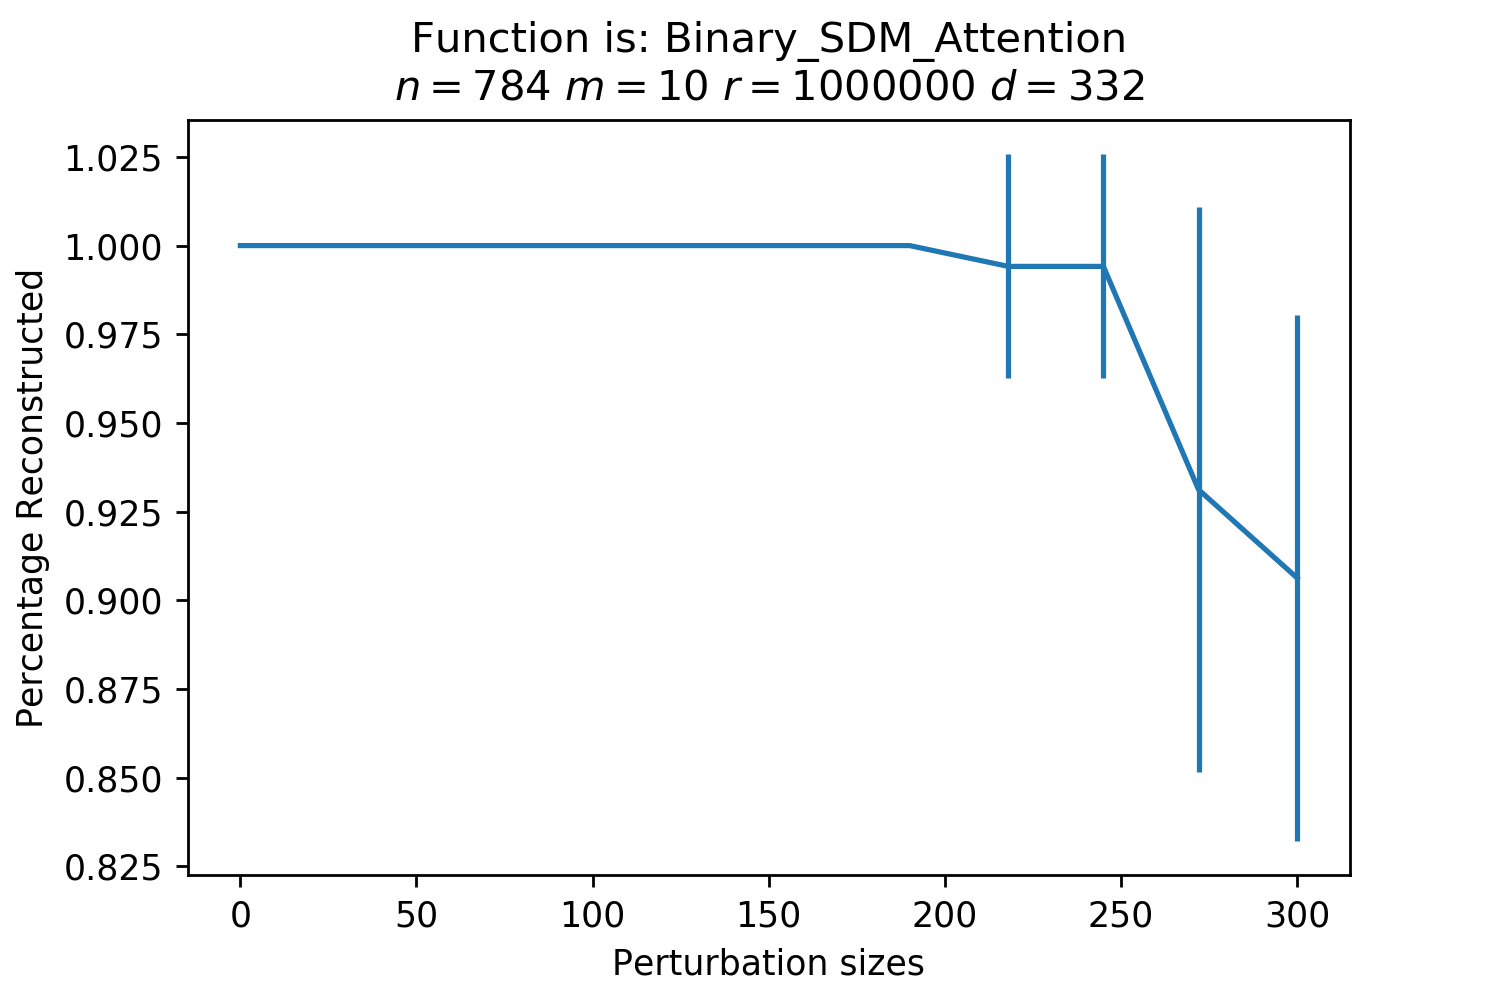 Function is: Binary_SDM_Attention
n = 784 m = 10 r = 1000000 d = 332
1.025
1.000
0.975
0.950
0.925
0.900
0.875
0.850
0.825
Percentage Reconstructed
0 50 100 150 200 250 300
Perturbation sizes